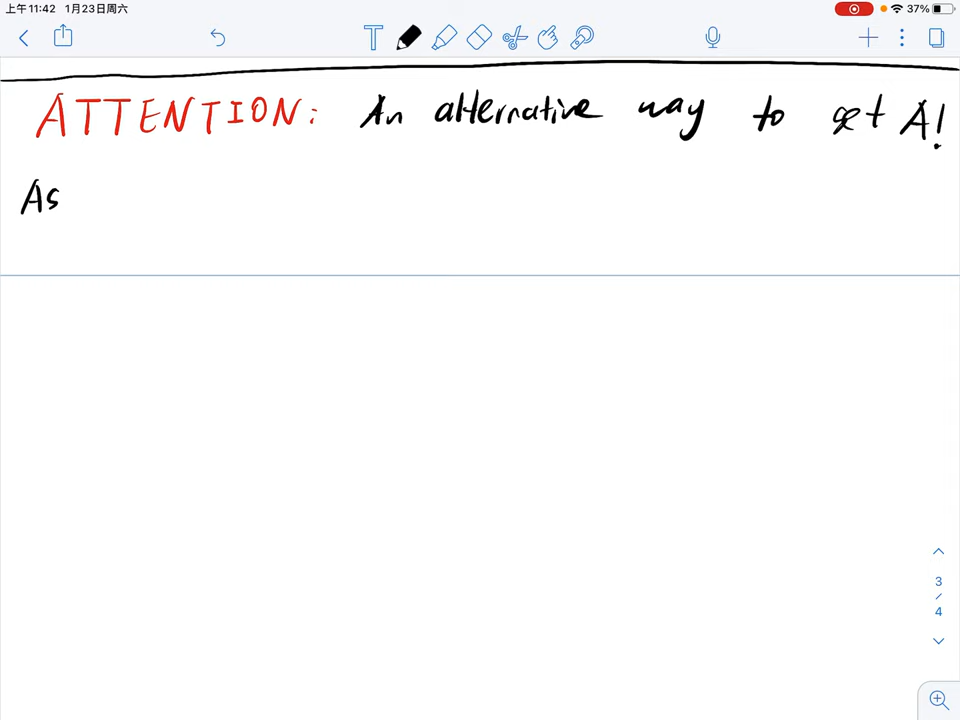 上午11:42 1月23日周六 37%
ATTENTION: An alternative way to get A!
As
3
/
4